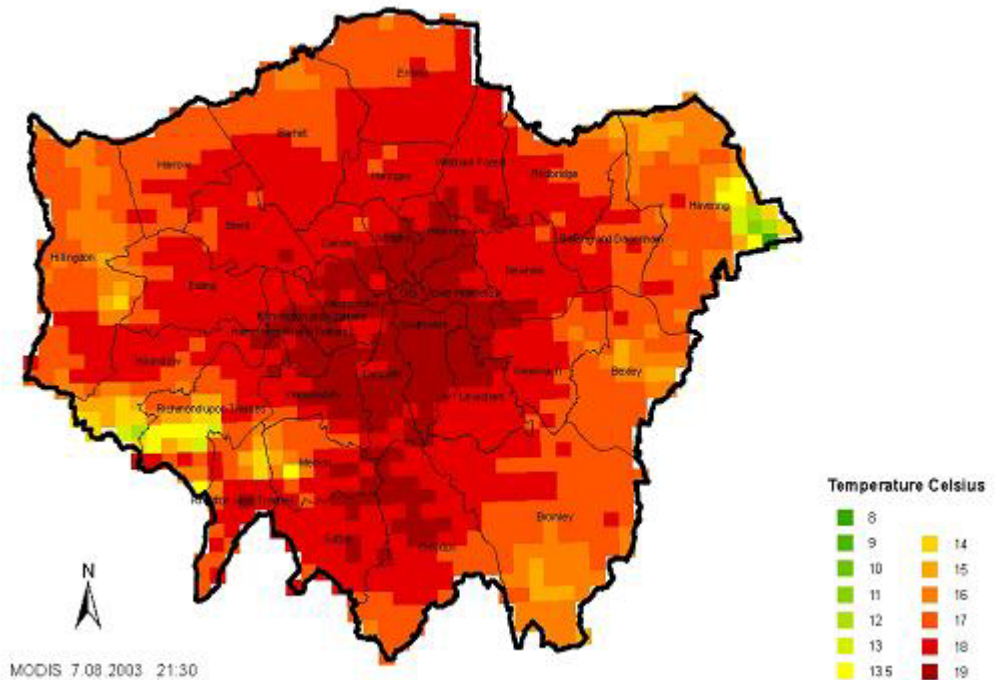 Enfield
Barnet
Harrow
Haringey
Waltham Forest
Redbridge
Havering
Brent
Camden
Hackney
Barking and Dagenham
Hillingdon
Ealing
Newham
Tower Hamlets
Kensington and Chelsea
Hammersmith and Fulham
Southwark
Hounslow
Greenwich
Bexley
Lambeth
Wandsworth
Lewisham
Richmond upon Thames
Merton
Kingston upon Thames
Bromley
Sutton
Croydon
Temperature Celsius
8
9
10
11
12
13
13.5
14
15
16
17
18
19
N
MODIS 7.08.2003 21:30